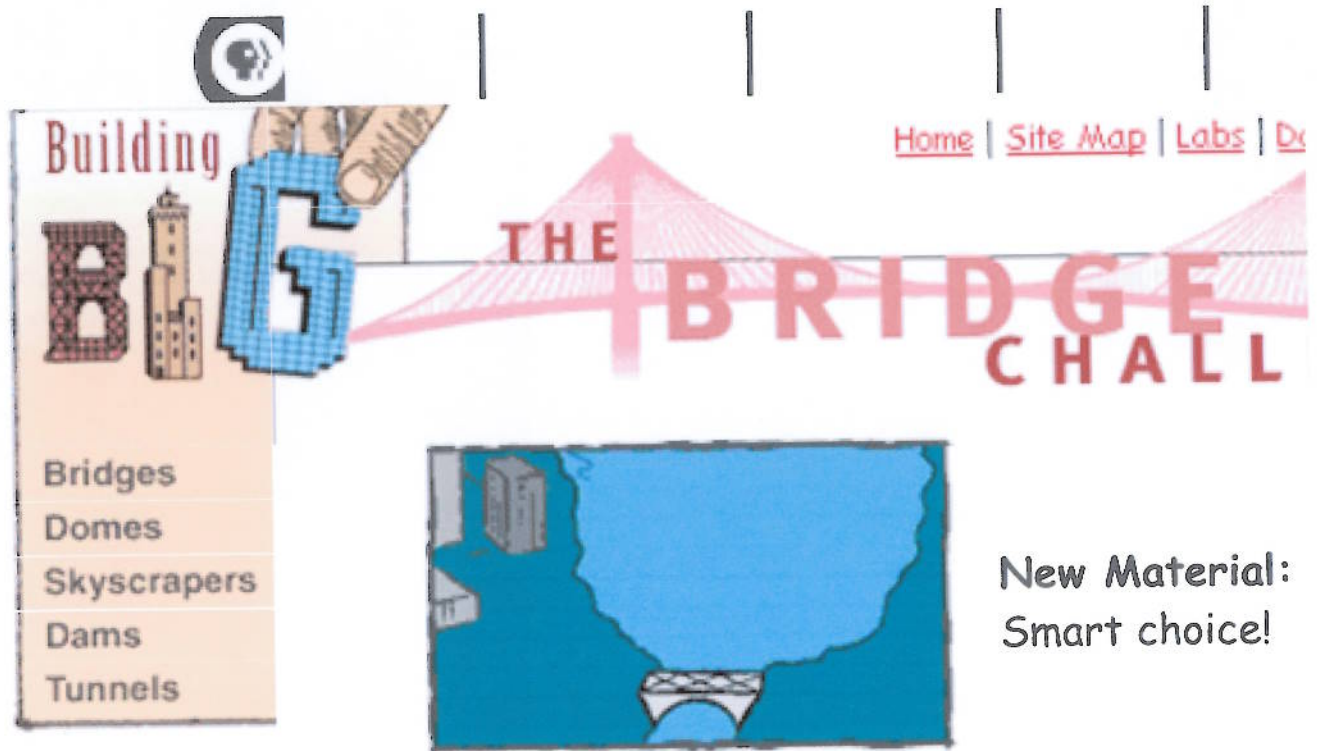 Building
BIG
Home | Site Map | Labs |
THE
BRIDGE
CHALL
Bridges
Domes
Skyscrapers
Dams
Tunnels
New Material:
Smart choice!